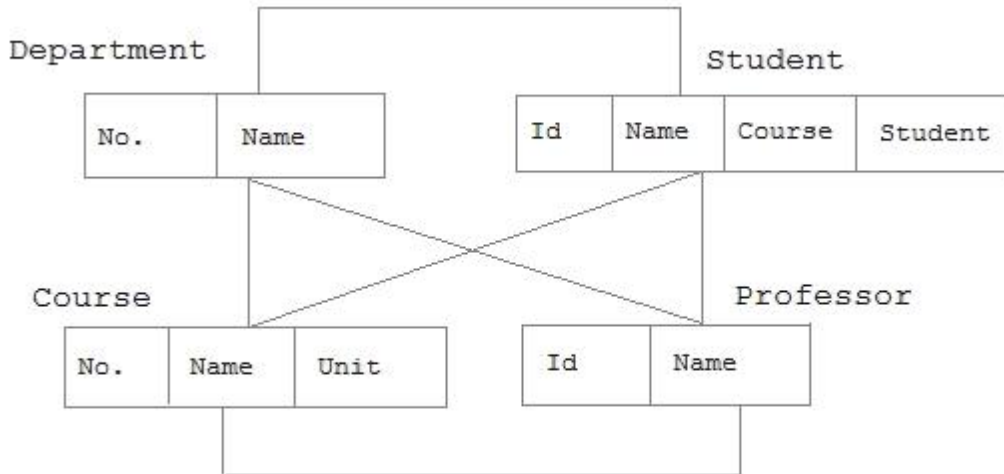 Department
Student
No. Name
Id Name Course Student
Course
Professor
No. Name Unit
Id Name